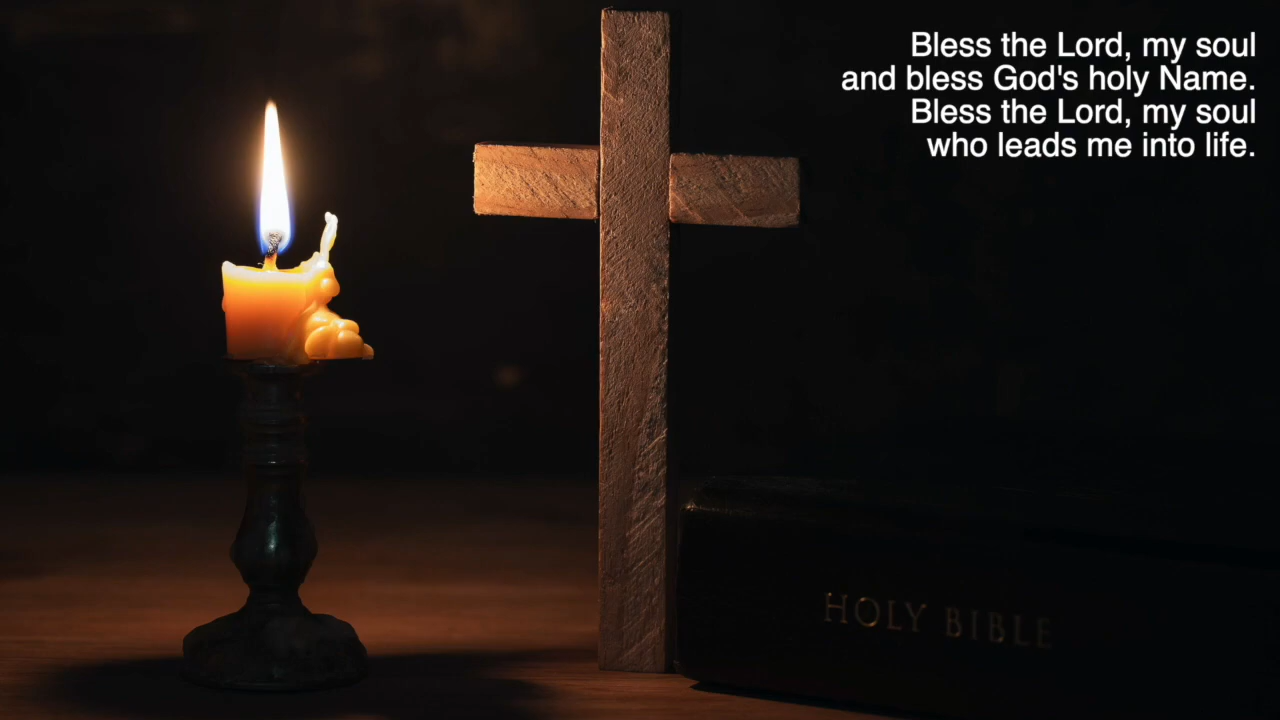 Bless the Lord, my soul
and bless God's holy Name.
Bless the Lord, my soul
who leads me into life.
HOLY BIBLE